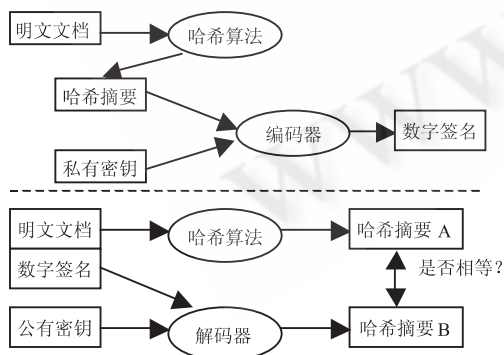 明文文档
哈希算法
哈希摘要
编码器
数字签名
私有密钥
明文文档
哈希算法
哈希摘要 A
数字签名
是否相等?
公有密钥
解码器
哈希摘要 B